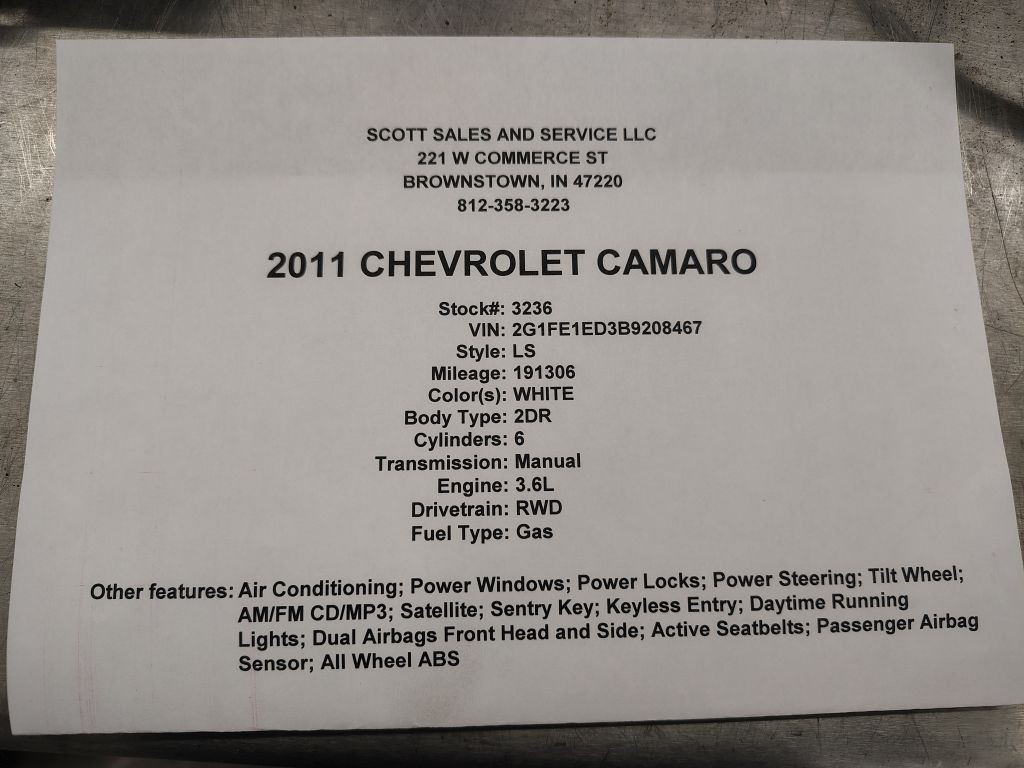 SCOTT SALES AND SERVICE LLC
221 W COMMERCE ST
BROWNSTOWN, IN 47220
812-358-3223
2011 CHEVROLET CAMARO
Stock#: 3236
VIN: 2G1FE1ED3B9208467
Style: LS
Mileage: 191306
Color(s): WHITE
Body Type: 2DR
Cylinders: 6
Transmission: Manual
Engine: 3.6L
Drivetrain: RWD
Fuel Type: Gas
Other features: Air Conditioning; Power Windows; Power Locks; Power Steering; Tilt Wheel;
AM/FM CD/MP3; Satellite; Sentry Key; Keyless Entry; Daytime Running
Lights; Dual Airbags Front Head and Side; Active Seatbelts; Passenger Airbag
Sensor; All Wheel ABS